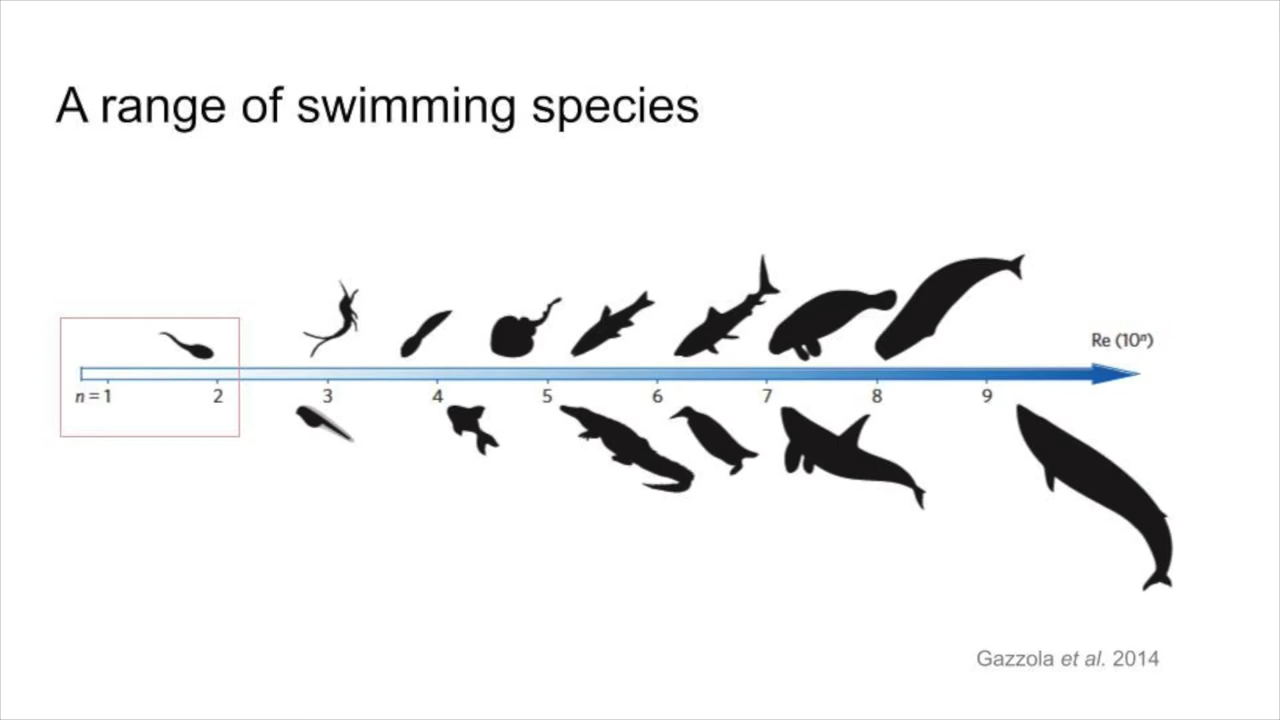 A range of swimming species
Re (10ⁿ)
n = 1 2 3 4 5 6 7 8 9
Gazzola et al. 2014